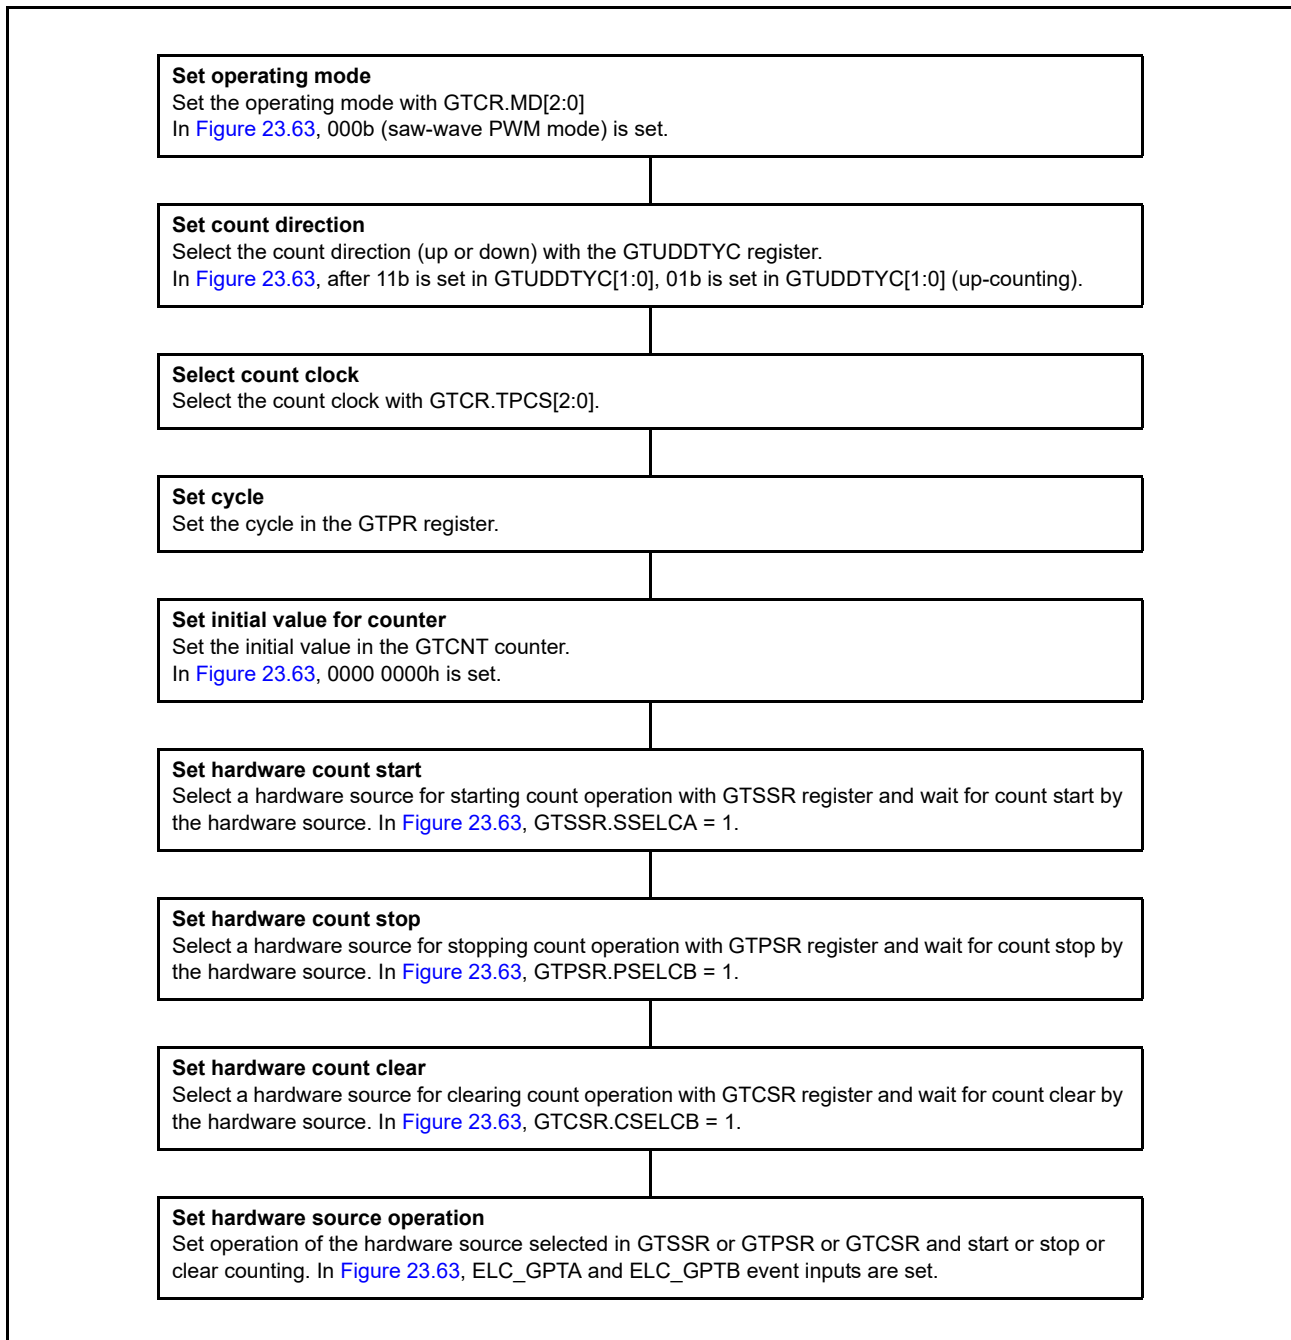 Set operating mode
Set the operating mode with GTCR.MD[2:0]
In Figure 23.63, 000b (saw-wave PWM mode) is set.
Set count direction
Select the count direction (up or down) with the GTUDDTYC register.
In Figure 23.63, after 11b is set in GTUDDTYC[1:0], 01b is set in GTUDDTYC[1:0] (up-counting).
Select count clock
Select the count clock with GTCR.TPCS[2:0].
Set cycle
Set the cycle in the GTPR register.
Set initial value for counter
Set the initial value in the GTCNT counter.
In Figure 23.63, 0000 0000h is set.
Set hardware count start
Select a hardware source for starting count operation with GTSSR register and wait for count start by
the hardware source. In Figure 23.63, GTSSR.SSELCA = 1.
Set hardware count stop
Select a hardware source for stopping count operation with GTPSR register and wait for count stop by
the hardware source. In Figure 23.63, GTPSR.PSELCB = 1.
Set hardware count clear
Select a hardware source for clearing count operation with GTCSR register and wait for count clear by
the hardware source. In Figure 23.63, GTCSR.CSELCB = 1.
Set hardware source operation
Set operation of the hardware source selected in GTSSR or GTPSR or GTCSR and start or stop or
clear counting. In Figure 23.63, ELC_GPTA and ELC_GPTB event inputs are set.